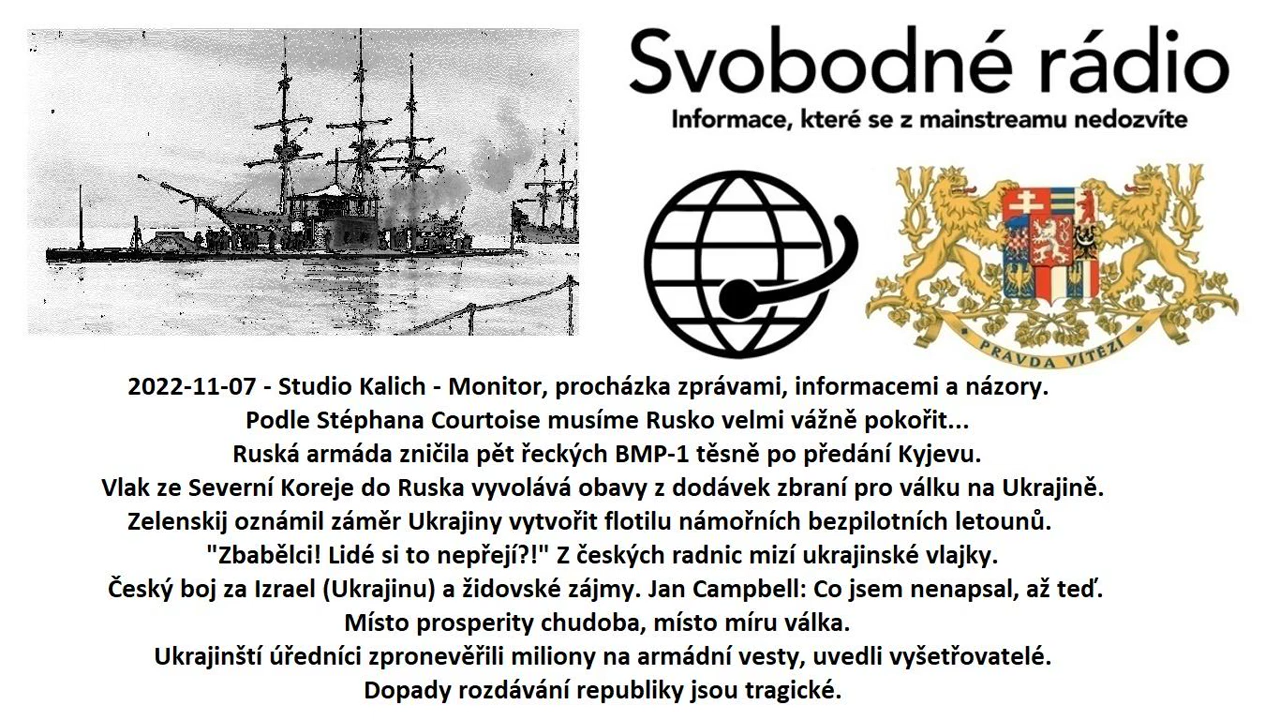 Svobodné rádio
Informace, které se z mainstreamu nedozvíte
PRAVDA VÍTĚZÍ
2022-11-07 - Studio Kalich - Monitor, procházka zprávami, informacemi a názory.
Podle Stéphana Courtoise musíme Rusko velmi vážně pokořit...
Ruská armáda zničila pět řeckých BMP-1 těsně po předání Kyjevu.
Vlak ze Severní Koreje do Ruska vyvolává obavy z dodávek zbraní pro válku na Ukrajině.
Zelenskij oznámil záměr Ukrajiny vytvořit flotilu námořních bezpilotních letounů.
"Zbabělci! Lidé si to nepřejí?!" Z českých radnic mizí ukrajinské vlajky.
Český boj za Izrael (Ukrajinu) a židovské zájmy. Jan Campbell: Co jsem nenapsal, až teď.
Místo prosperity chudoba, místo míru válka.
Ukrajinští úředníci zpronevěřili miliony na armádní vesty, uvedli vyšetřovatelé.
Dopady rozdávání republiky jsou tragické.